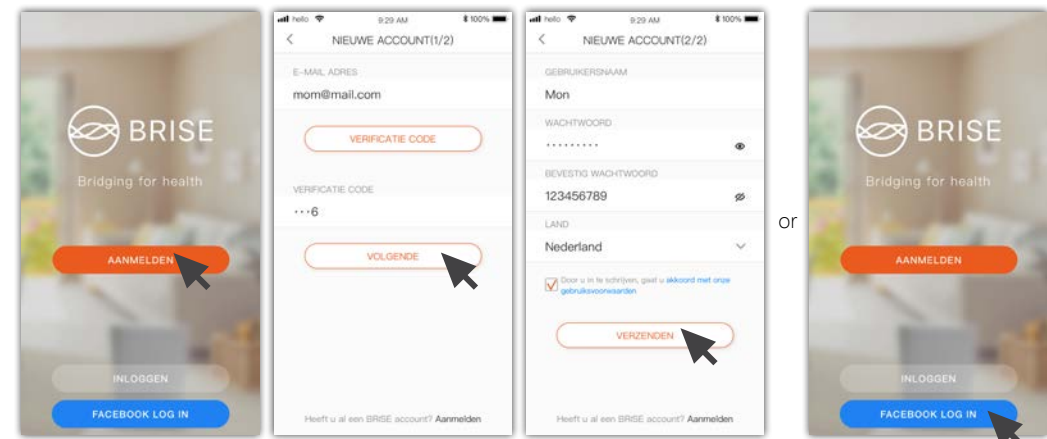 BRISE
Bridging for health
AANMELDEN
INLOGGEN
FACEBOOK LOG IN
hello 9:29 AM 100%
NIEUWE ACCOUNT(1/2)
E-MAIL ADRES
mom@mail.com
VERIFICATIE CODE
VERIFICATIE CODE
···6
VOLGENDE
Heeft u al een BRISE account? Aanmelden
hello 9:29 AM 100%
NIEUWE ACCOUNT(2/2)
GEBRUIKERSNAAM
Mon
WACHTWOORD
·········
BEVESTIG WACHTWOORD
123456789
LAND
Nederland
Door u in te schrijven, gaat u akkoord met onze
gebruiksvoorwaarden
VERZENDEN
Heeft u al een BRISE account? Aanmelden
or
BRISE
Bridging for health
AANMELDEN
INLOGGEN
FACEBOOK LOG IN